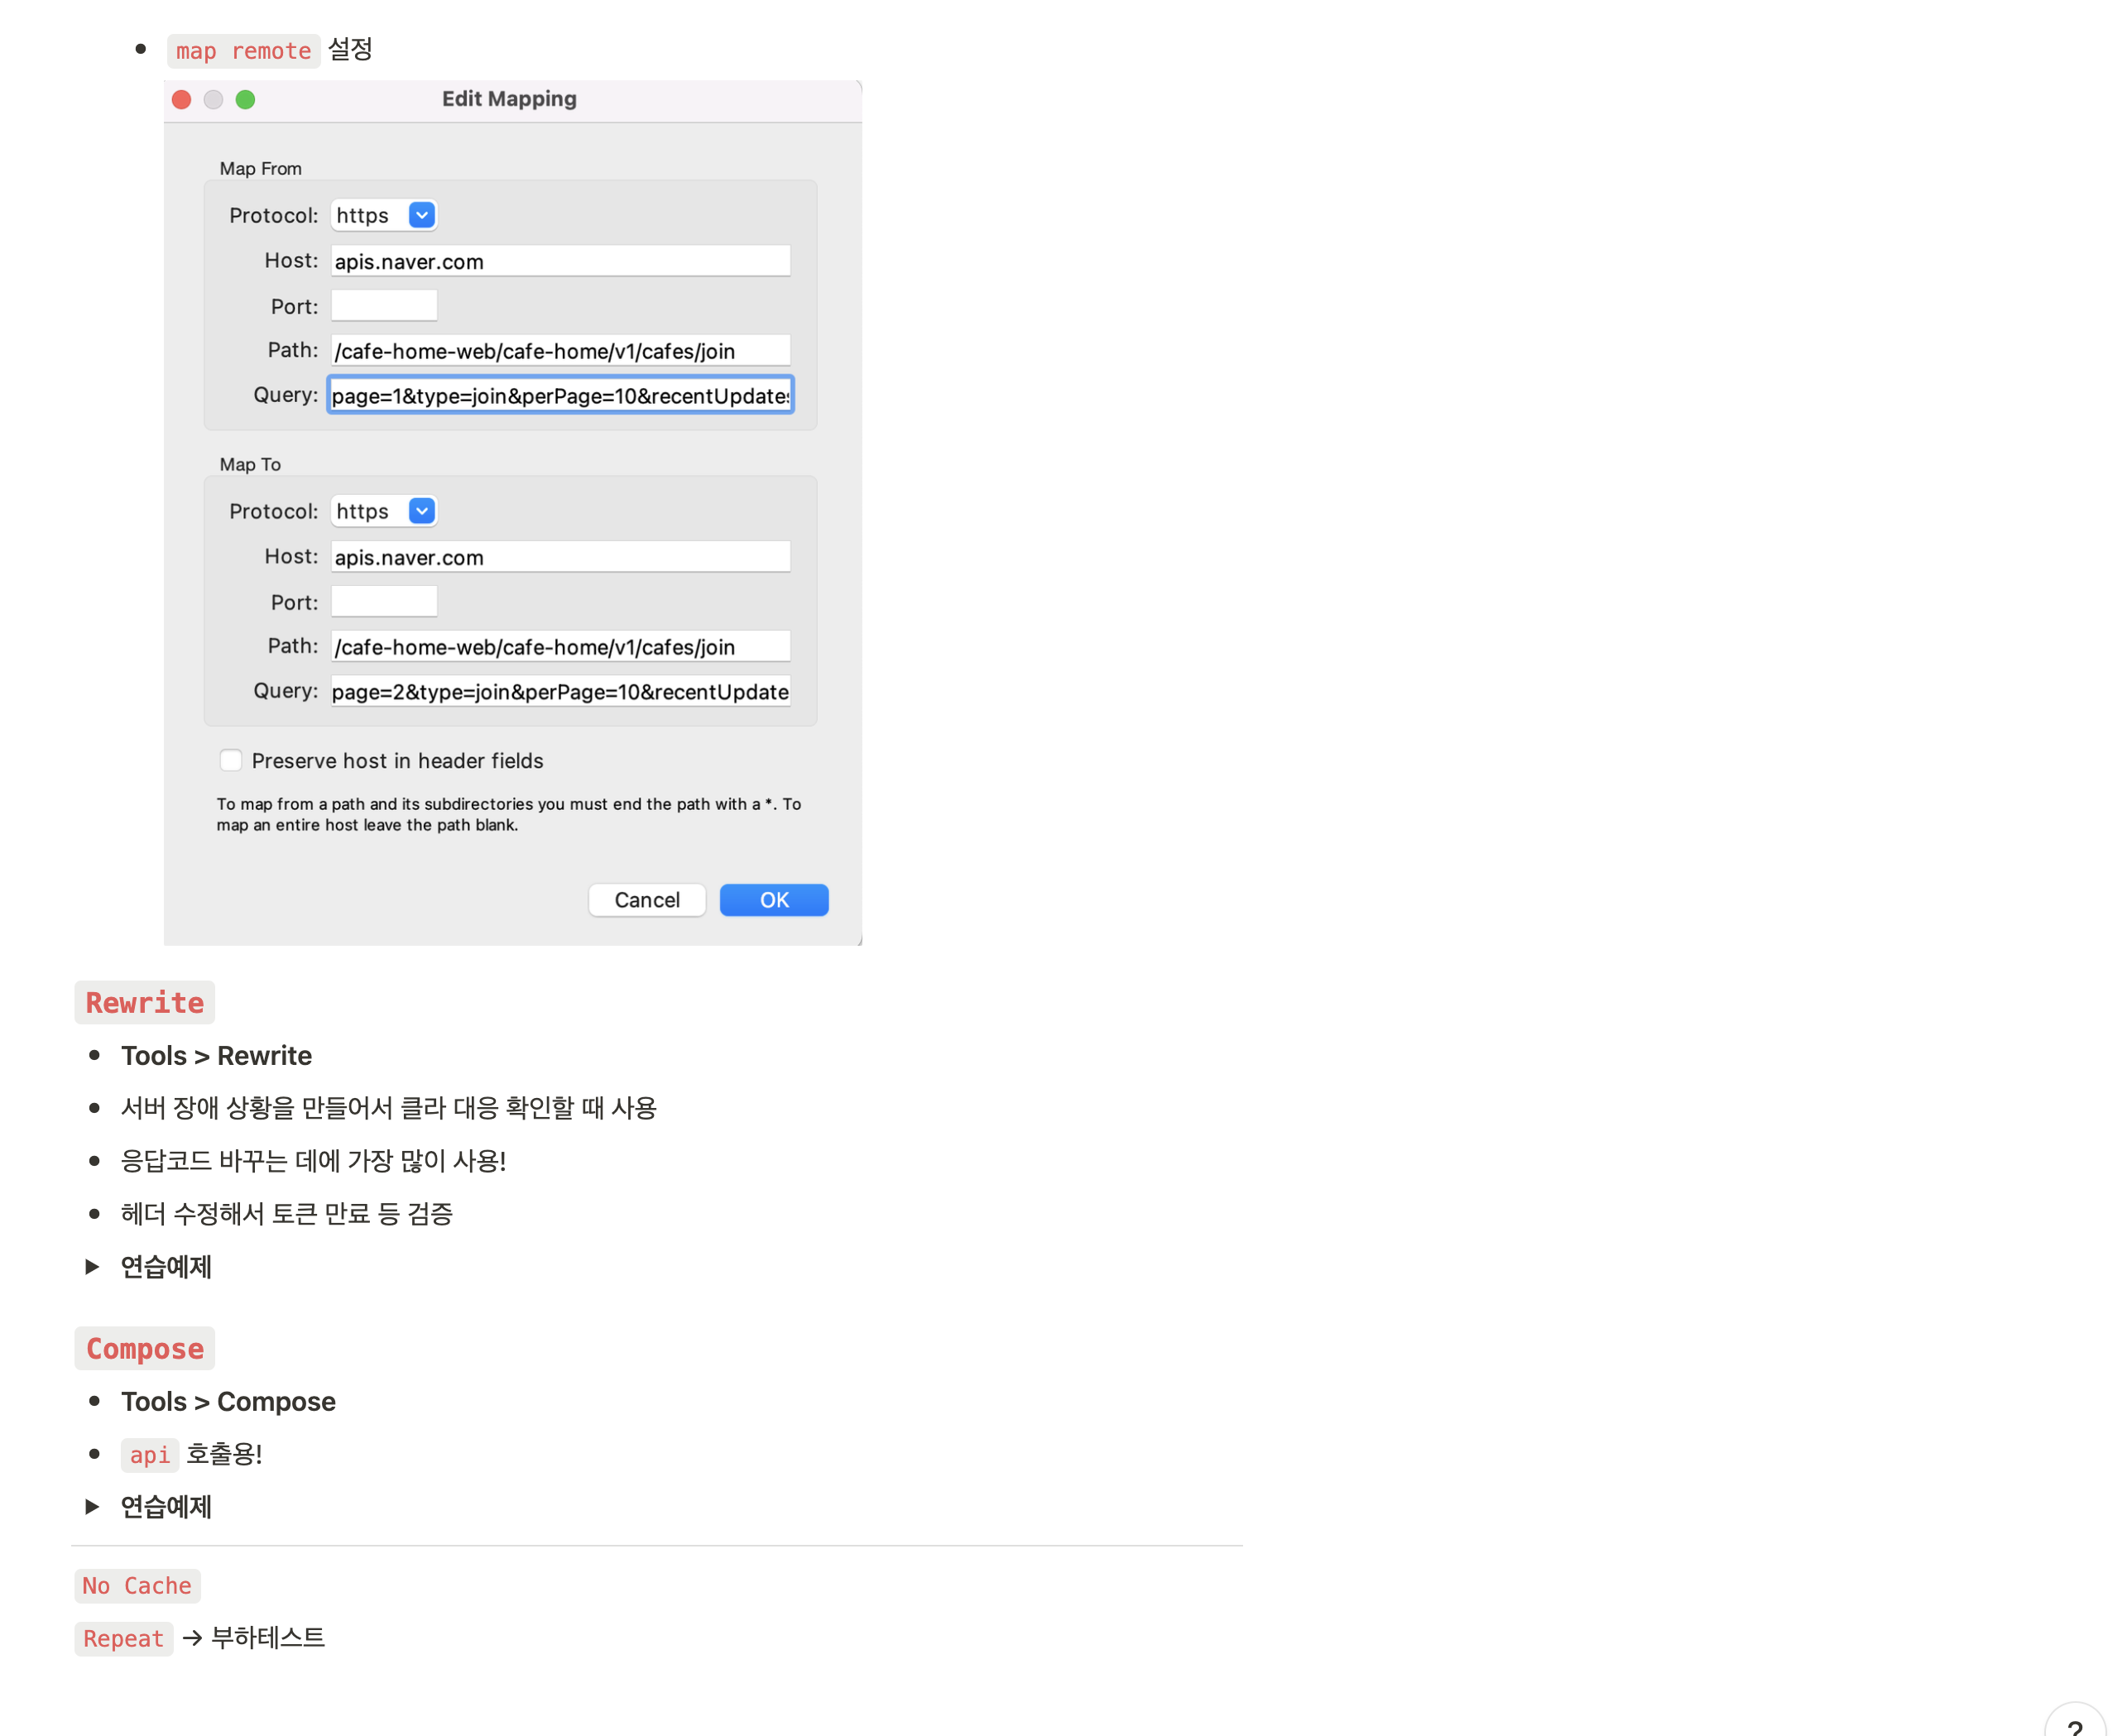 map remote 설정
Edit Mapping
Map From
Protocol: https
Host: apis.naver.com
Port:
Path: /cafe-home-web/cafe-home/v1/cafes/join
Query: page=1&type=join&perPage=10&recentUpdates
Map To
Protocol: https
Host: apis.naver.com
Port:
Path: /cafe-home-web/cafe-home/v1/cafes/join
Query: page=2&type=join&perPage=10&recentUpdate
Preserve host in header fields
To map from a path and its subdirectories you must end the path with a *. To
map an entire host leave the path blank.
Cancel OK
Rewrite
Tools > Rewrite
서버 장애 상황을 만들어서 클라 대응 확인할 때 사용
응답코드 바꾸는 데에 가장 많이 사용!
헤더 수정해서 토큰 만료 등 검증
연습예제
Compose
Tools > Compose
api 호출용!
연습예제
No Cache
Repeat → 부하테스트
?